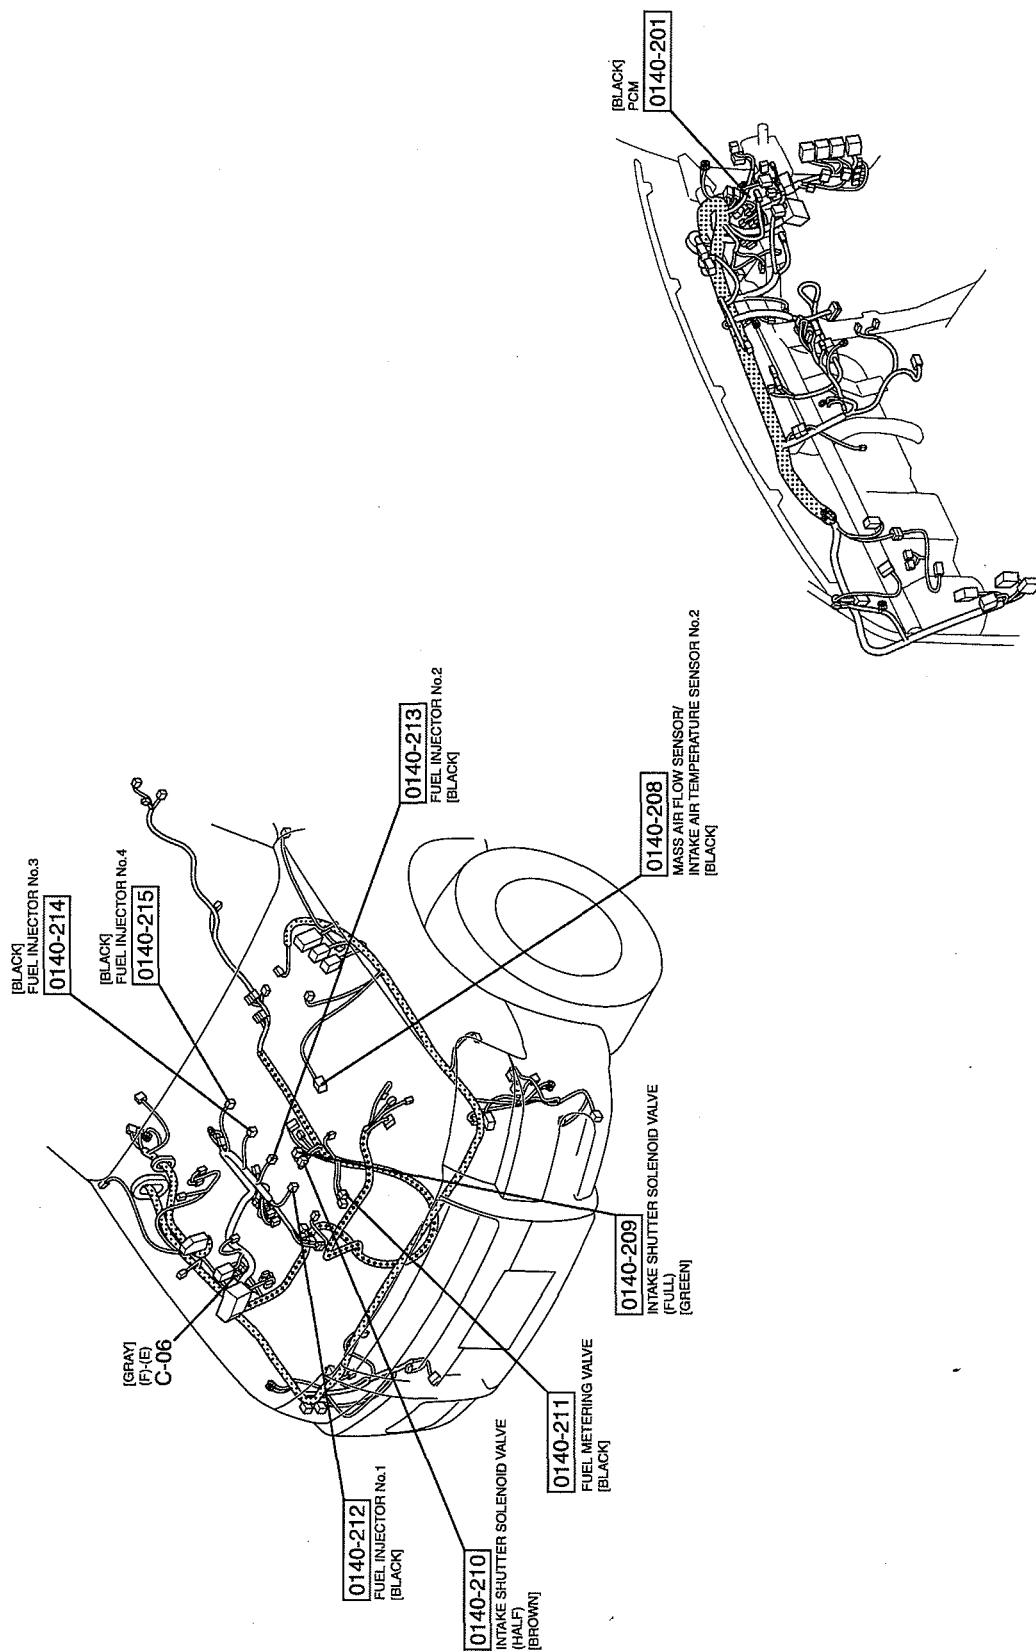 [BLACK]
PCM
0140-201
[BLACK]
FUEL INJECTOR No.3
0140-214
[BLACK]
FUEL INJECTOR No.4
0140-215
0140-213
FUEL INJECTOR No.2
[BLACK]
0140-208
MASS AIR FLOW SENSOR/
INTAKE AIR TEMPERATURE SENSOR No.2
[BLACK]
[GRAY]
(F)-(E)
C-06
0140-209
INTAKE SHUTTER SOLENOID VALVE
(FULL)
[GREEN]
0140-211
FUEL METERING VALVE
[BLACK]
0140-212
FUEL INJECTOR No.1
[BLACK]
0140-210
INTAKE SHUTTER SOLENOID VALVE
(HALF)
[BROWN]